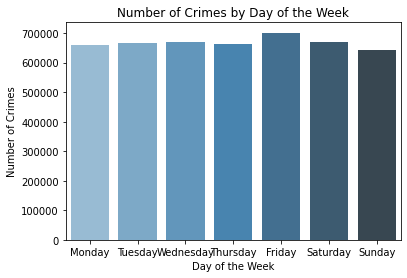 Number of Crimes by Day of the Week
Number of Crimes
700000
600000
500000
400000
300000
200000
100000
0
Monday Tuesday Wednesday Thursday Friday Saturday Sunday
Day of the Week